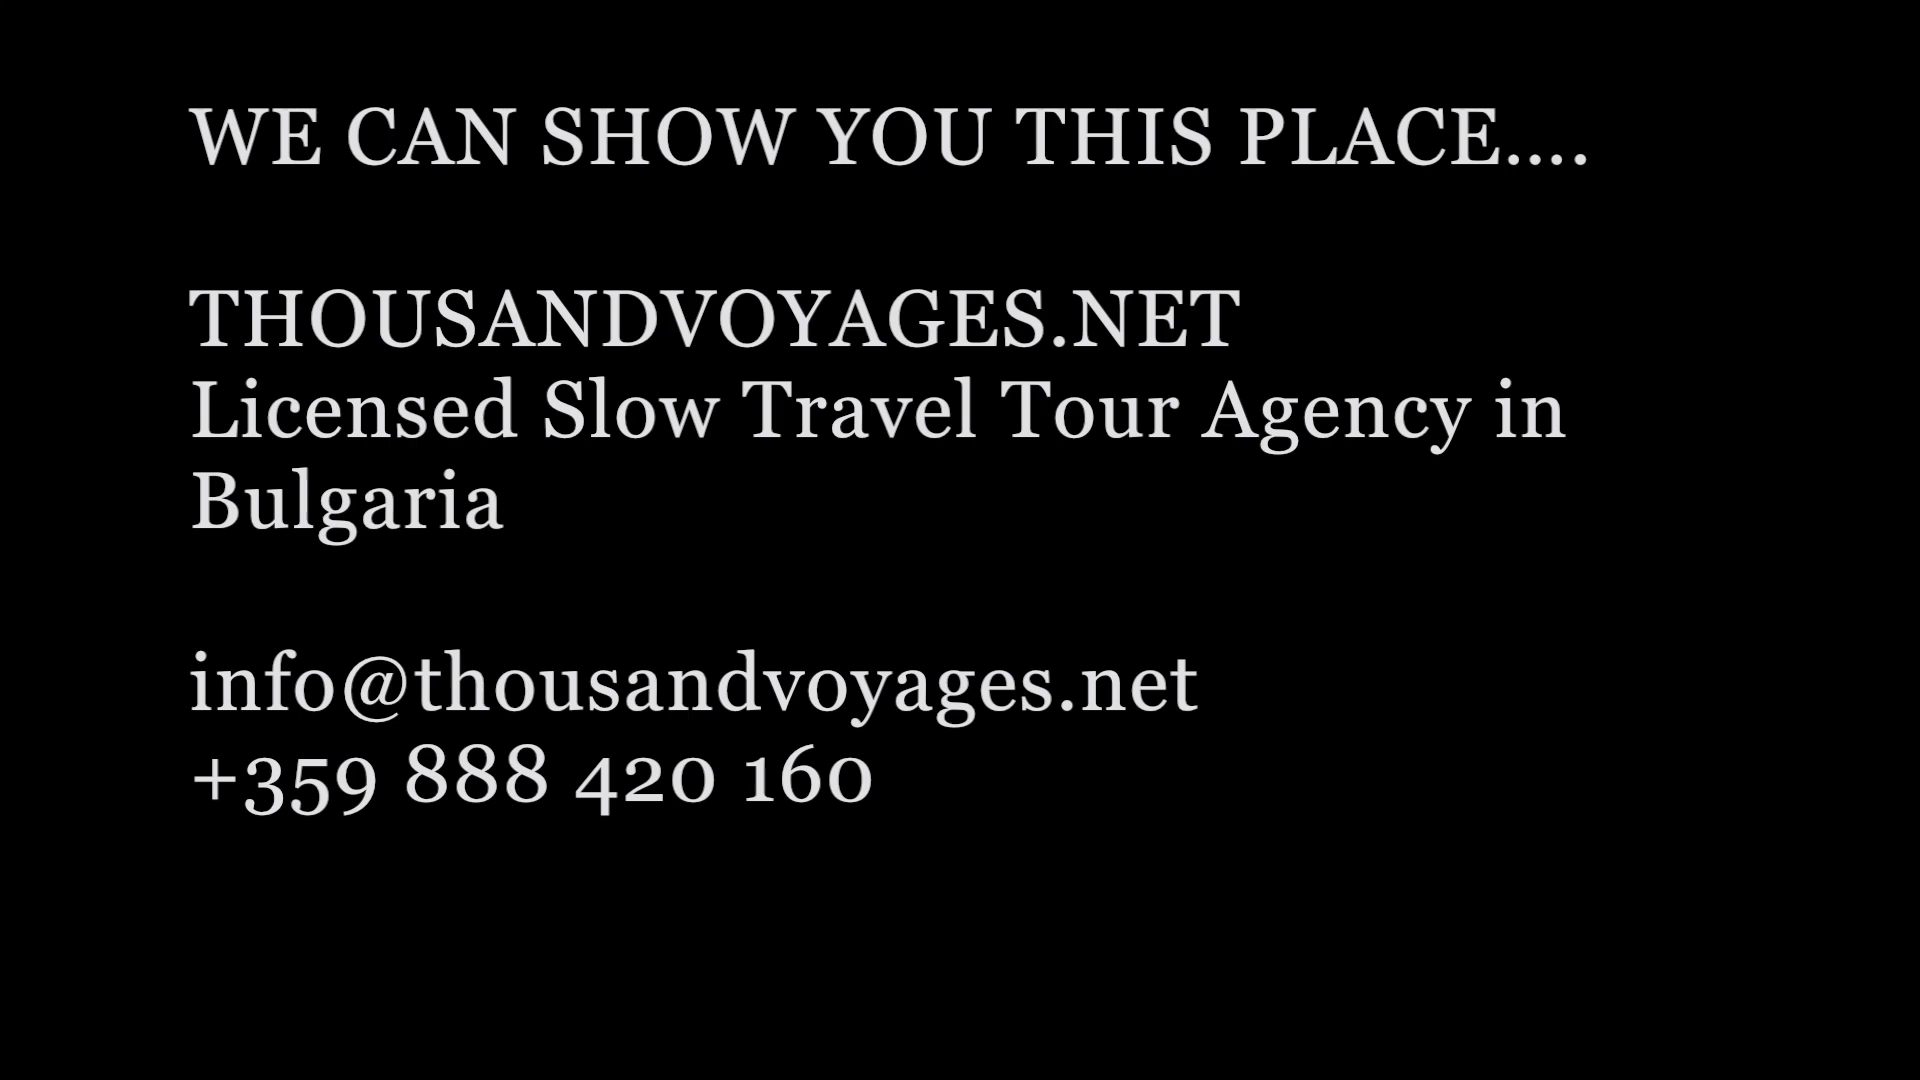 WE CAN SHOW YOU THIS PLACE....
THOUSANDVOYAGES.NET
Licensed Slow Travel Tour Agency in
Bulgaria
info@thousandvoyages.net
+359 888 420 160